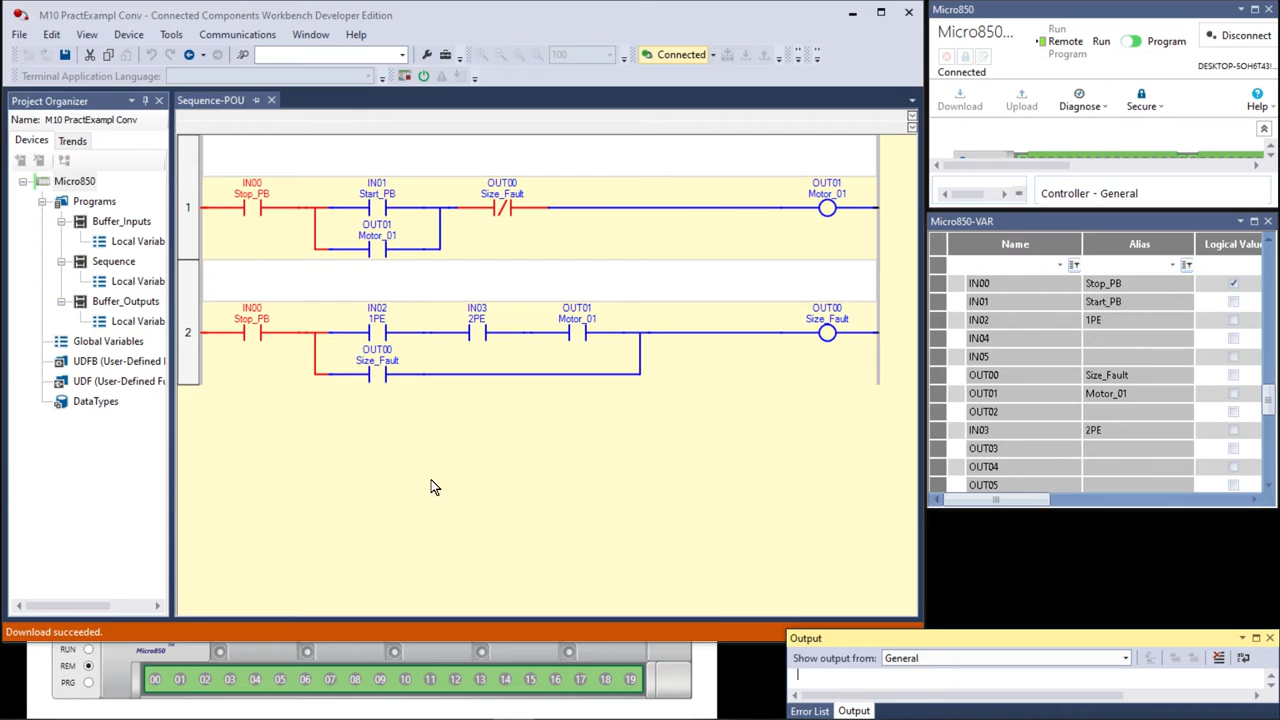 M10 PractExampl Conv - Connected Components Workbench Developer Edition
File Edit View Device Tools Communications Window Help
100
Connected
Terminal Application Language:
Project Organizer
Name: M10 PractExampl Conv
Devices Trends
Micro850
Programs
Buffer_Inputs
Local Variab
Sequence
Local Variab
Buffer_Outputs
Local Variab
Global Variables
UDFB (User-Defined F
UDF (User-Defined Fu
DataTypes
Sequence-POU
IN00
Stop_PB
IN01
Start_PB
OUT00
Size_Fault
OUT01
Motor_01
1
OUT01
Motor_01
IN00
Stop_PB
IN02
1PE
IN03
2PE
OUT01
Motor_01
OUT00
Size_Fault
2
OUT00
Size_Fault
Download succeeded.
RUN
REM
PRG
Micro850™
00 01 02 03 04 05 06 07 08 09 10 11 12 13 14 15 16 17 18 19
Micro850
Micro850...
Connected
Run
Remote
Program
Run
Program
Disconnect
DESKTOP-5OH6T43!
Download Upload Diagnose Secure Help
Controller - General
Micro850-VAR
Name Alias Logical Value
IN00 Stop_PB
IN01 Start_PB
IN02 1PE
IN04
IN05
OUT00 Size_Fault
OUT01 Motor_01
OUT02
IN03 2PE
OUT03
OUT04
OUT05
Output
Show output from: General
Error List Output